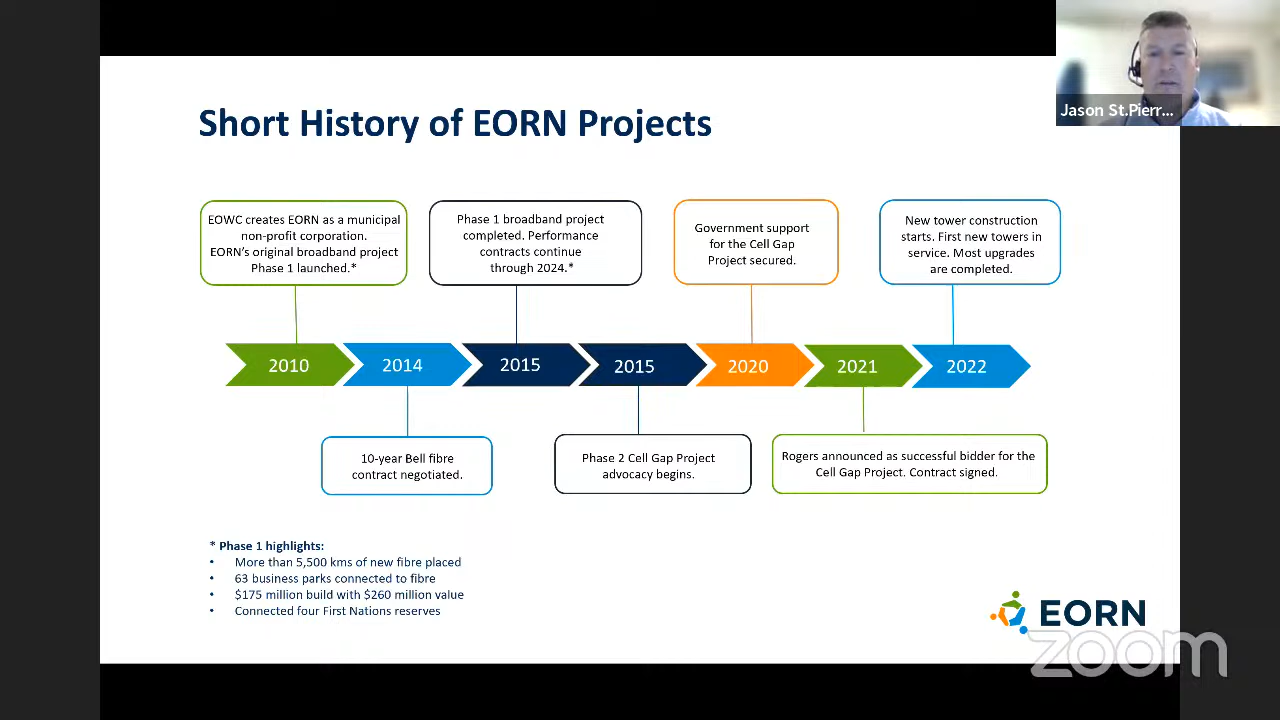 Jason St.Pierr...
Short History of EORN Projects
EOWC creates EORN as a municipal
non-profit corporation.
EORN's original broadband project
Phase 1 launched.*
Phase 1 broadband project
completed. Performance
contracts continue
through 2024.*
Government support
for the Cell Gap
Project secured.
New tower construction
starts. First new towers in
service. Most upgrades
are completed.
2010
2014
2015
2015
2020
2021
2022
10-year Bell fibre
contract negotiated.
Phase 2 Cell Gap Project
advocacy begins.
Rogers announced as successful bidder for the
Cell Gap Project. Contract signed.
* Phase 1 highlights:
• More than 5,500 kms of new fibre placed
• 63 business parks connected to fibre
• $175 million build with $260 million value
• Connected four First Nations reserves
EORN
zoom